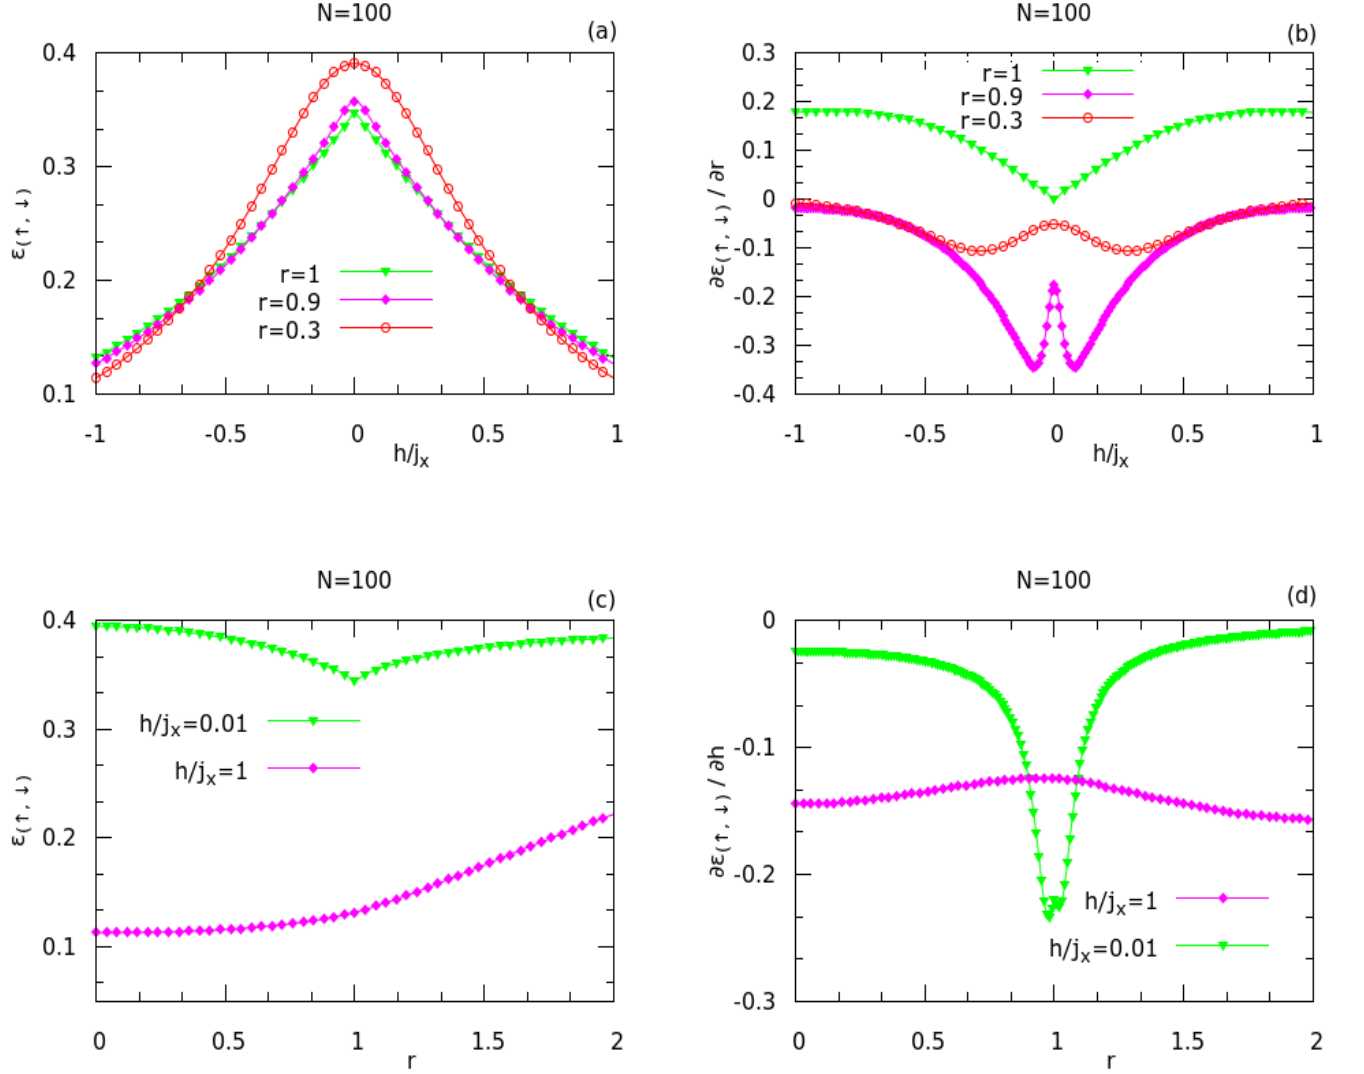 N=100
(a)
0.4
0.3
0.2
0.1
ε(↑, ↓)
r=1
r=0.9
r=0.3
-1
-0.5
0
0.5
1
h/jx
N=100
(b)
0.3
0.2
0.1
0
-0.1
-0.2
-0.3
-0.4
∂ε(↑, ↓) / ∂r
r=1
r=0.9
r=0.3
-1
-0.5
0
0.5
1
h/jx
N=100
(c)
0.4
0.3
0.2
0.1
ε(↑, ↓)
h/jx=0.01
h/jx=1
0
0.5
1
1.5
2
r
N=100
(d)
0
-0.1
-0.2
-0.3
∂ε(↑, ↓) / ∂h
h/jx=1
h/jx=0.01
0
0.5
1
1.5
2
r